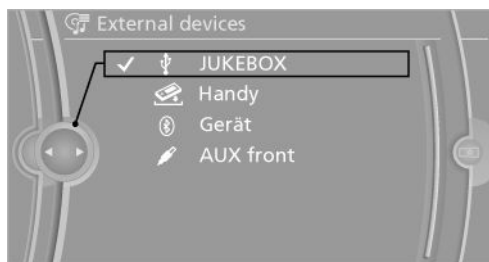 External devices
JUKEBOX
Handy
Gerät
AUX front